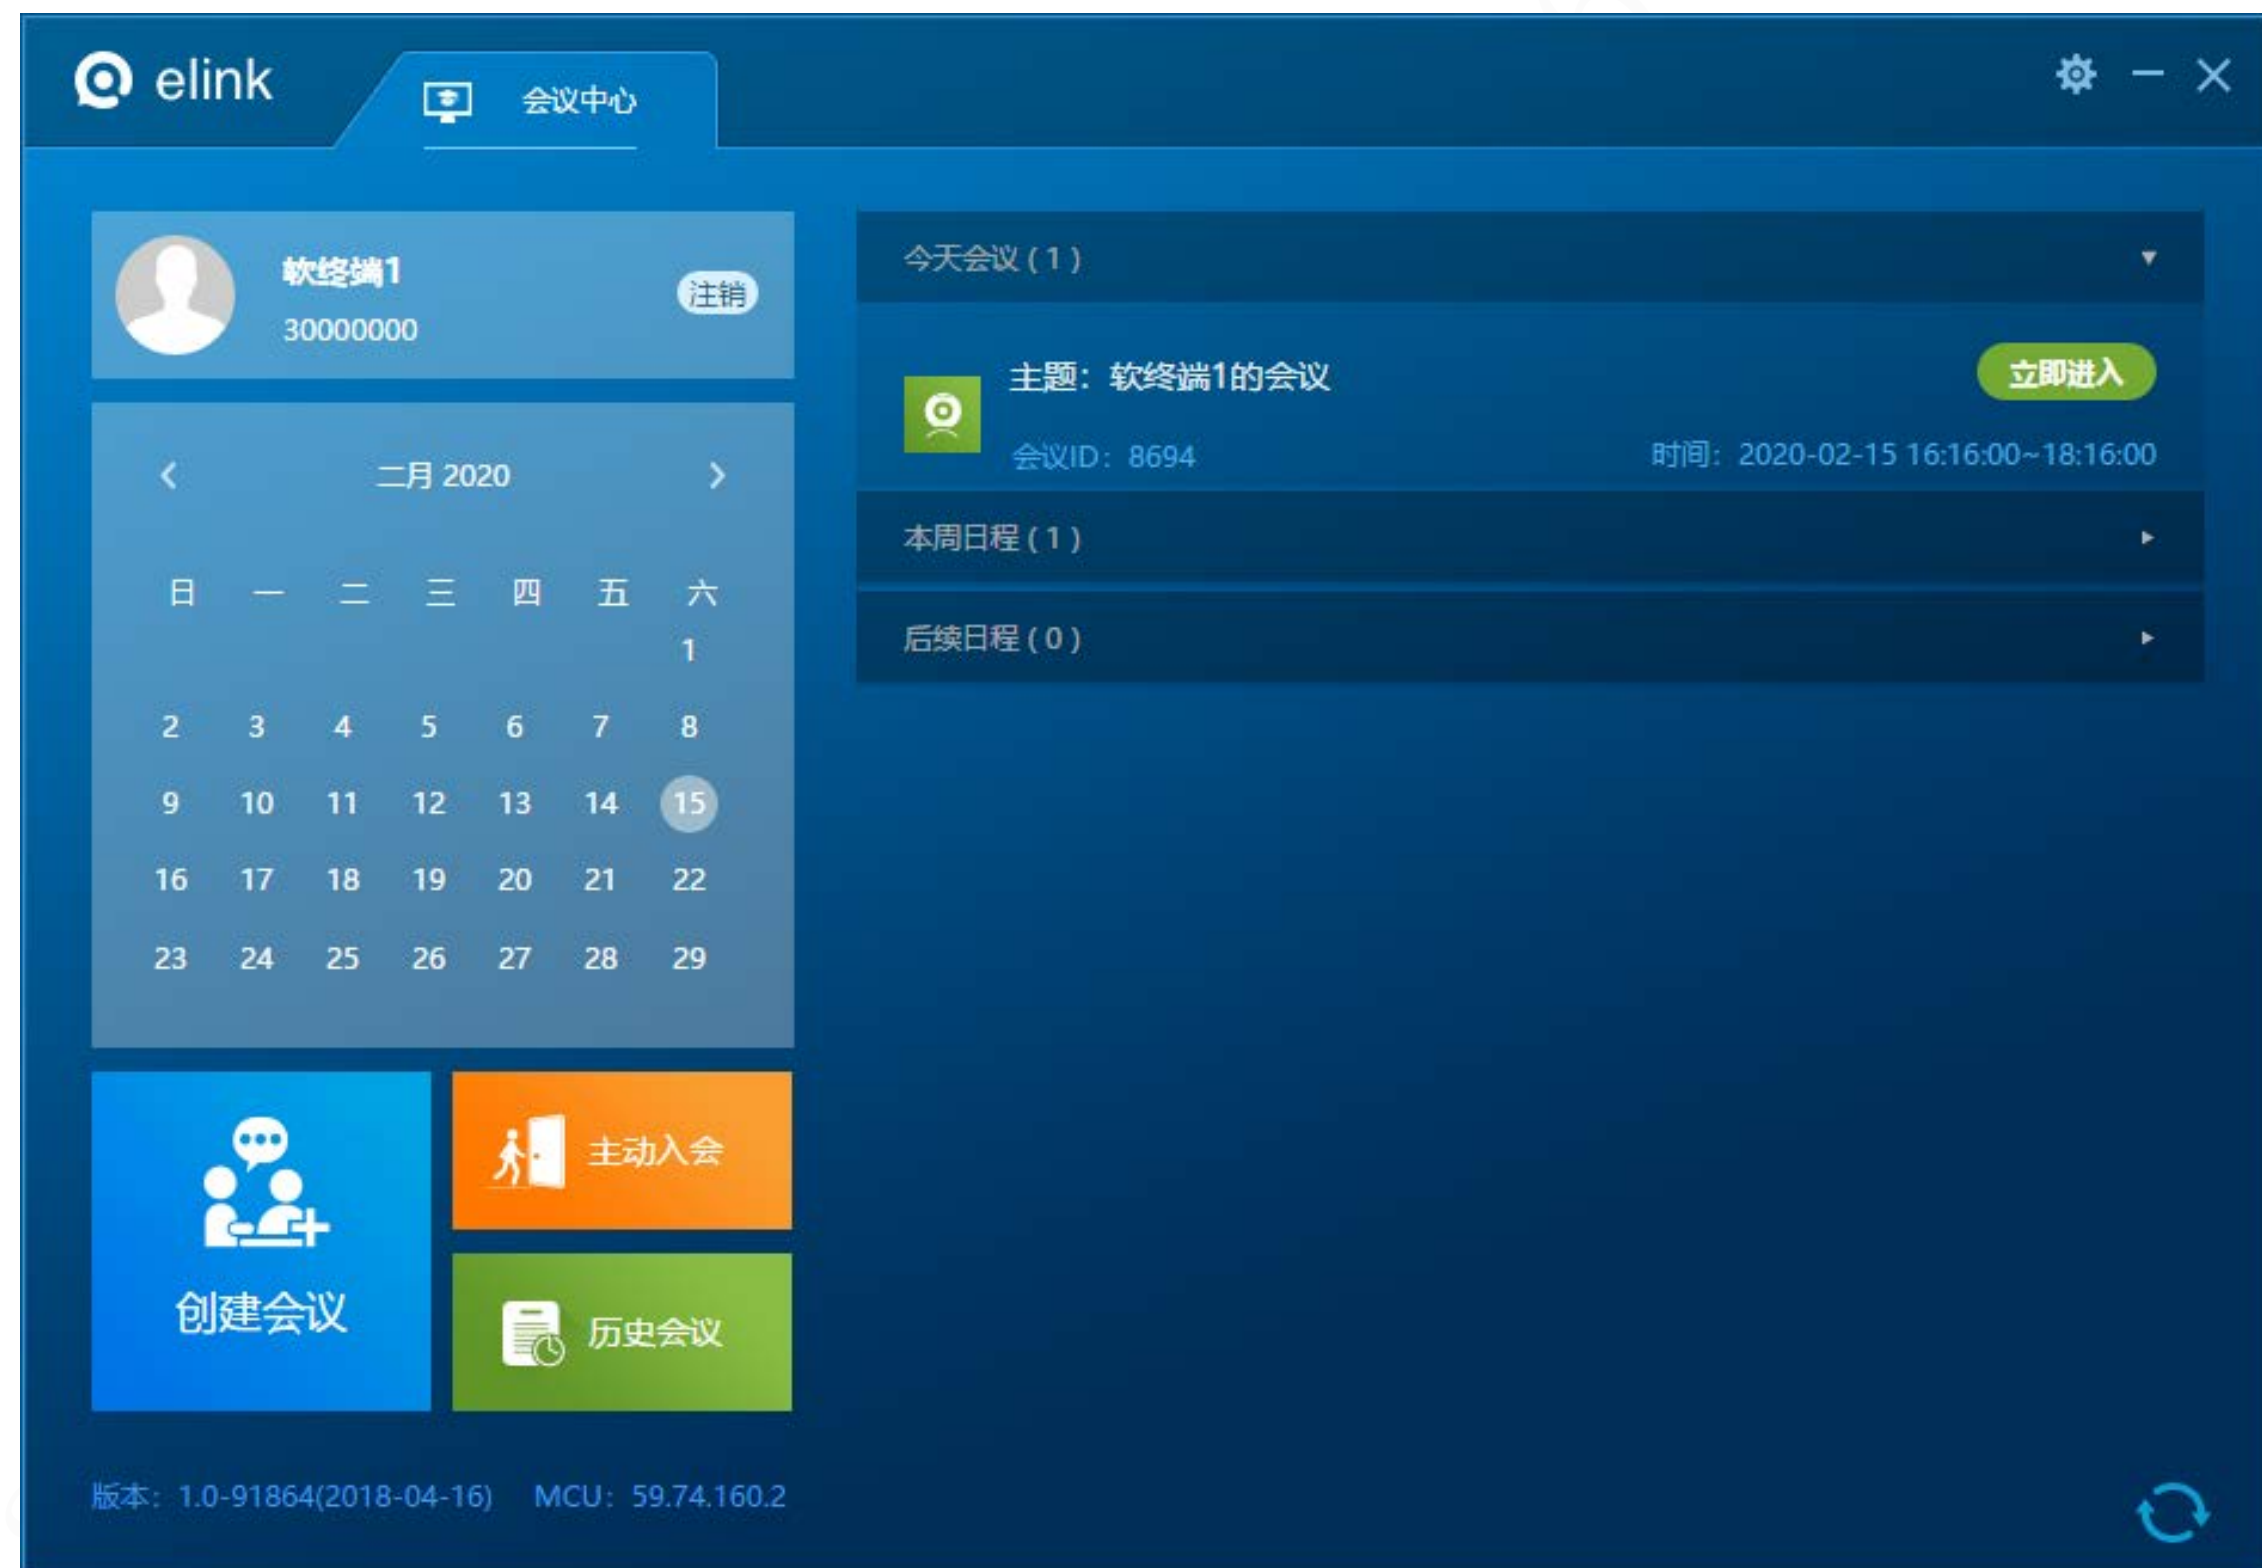 elink
会议中心
软终端1
30000000
注销
二月 2020
日 一 二 三 四 五 六
1
2 3 4 5 6 7 8
9 10 11 12 13 14 15
16 17 18 19 20 21 22
23 24 25 26 27 28 29
创建会议
主动入会
历史会议
版本：1.0-91864(2018-04-16) MCU：59.74.160.2
今天会议 ( 1 )
主题：软终端1的会议
立即进入
会议ID：8694
时间：2020-02-15 16:16:00~18:16:00
本周日程 ( 1 )
后续日程 ( 0 )